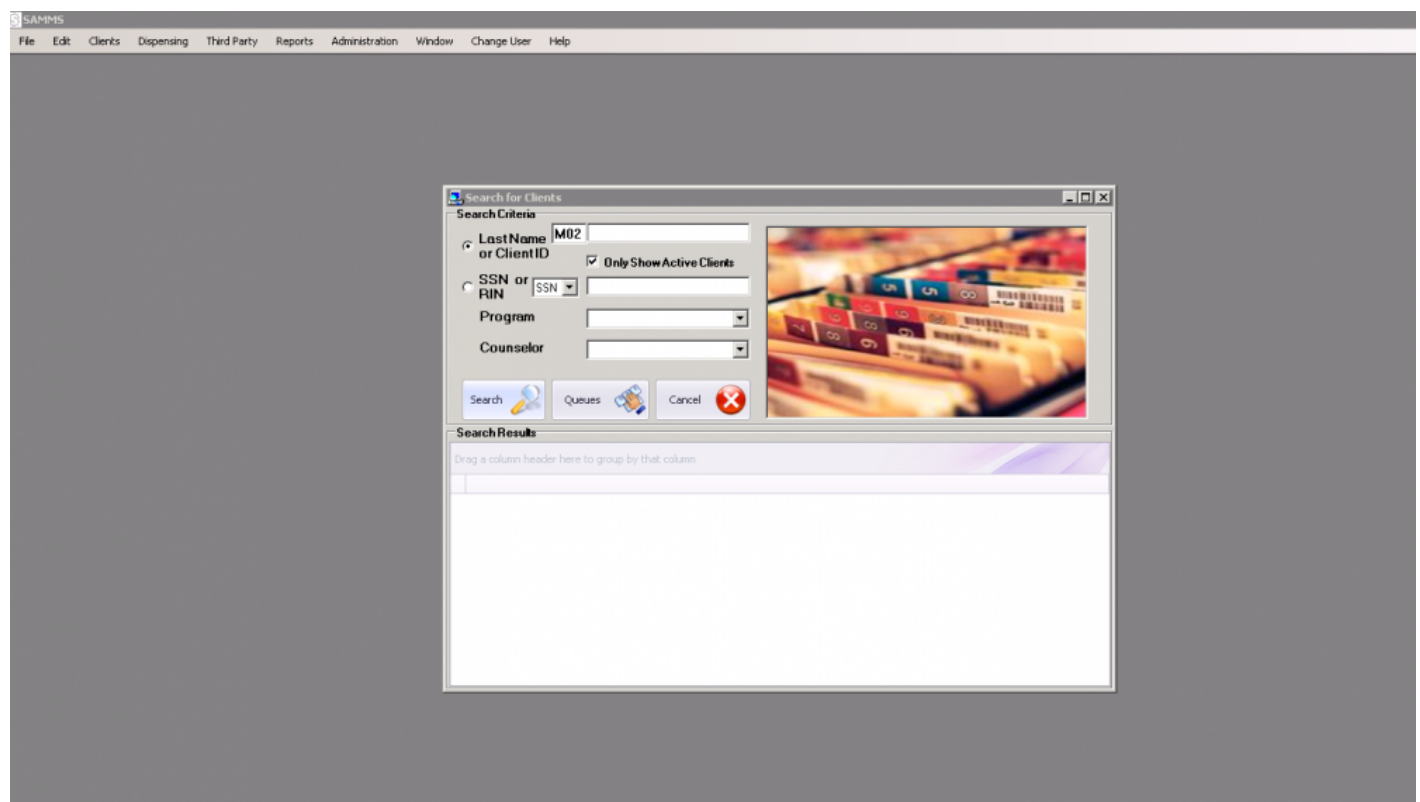 SAMMS
File Edit Clients Dispensing Third Party Reports Administration Window Change User Help
Search for Clients
Search Criteria
Last Name or Client ID
M02
Only Show Active Clients
SSN or RIN
SSN
Program
Counselor
Search Queues Cancel
Search Results
Drag a column header here to group by that column